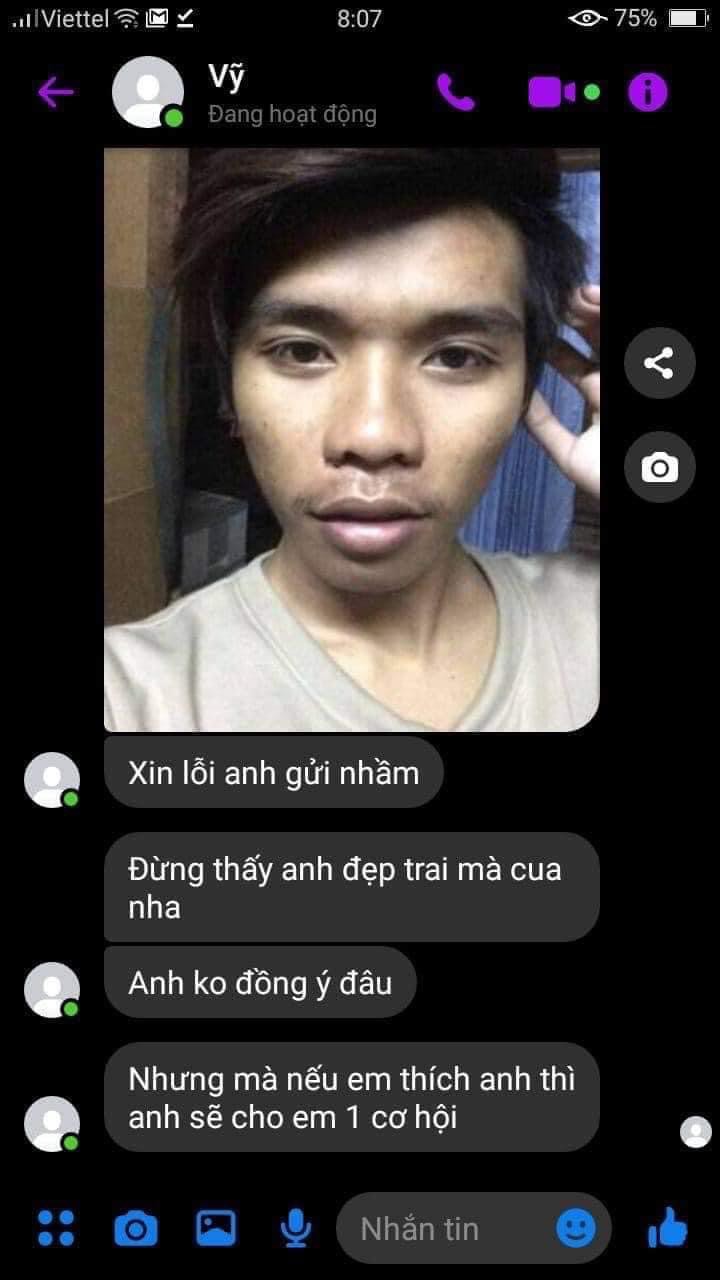 Viettel 8:07 75%
Vỹ
Đang hoạt động
Xin lỗi anh gửi nhầm
Đừng thấy anh đẹp trai mà cua
nha
Anh ko đồng ý đâu
Nhưng mà nếu em thích anh thì
anh sẽ cho em 1 cơ hội
Nhắn tin